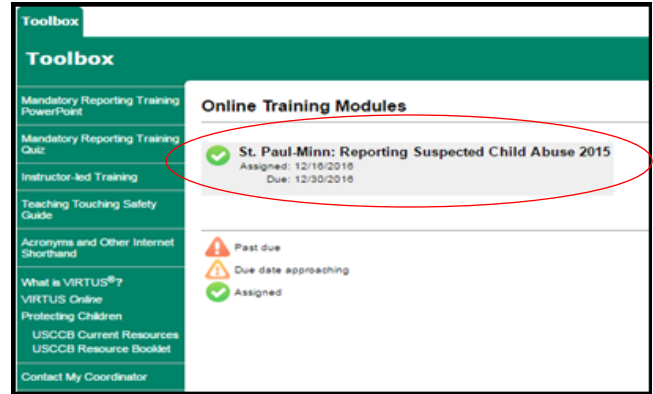 Toolbox
Toolbox
Mandatory Reporting Training
PowerPoint
Mandatory Reporting Training
Quiz
Instructor-led Training
Teaching Touching Safety
Guide
Acronyms and Other Internet
Shorthand
What is VIRTUS®?
VIRTUS Online
Protecting Children
USCCB Current Resources
USCCB Resource Booklet
Contact My Coordinator
Online Training Modules
St. Paul-Minn: Reporting Suspected Child Abuse 2015
Assigned: 12/16/2016
Due: 12/30/2016
Past due
Due date approaching
Assigned